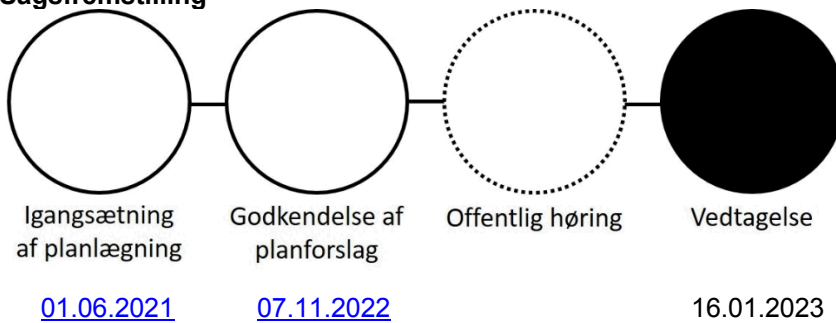 Sagsfremstilling
Igangsætning
af planlægning
Godkendelse af
planforslag
Offentlig høring
Vedtagelse
01.06.2021
07.11.2022
16.01.2023